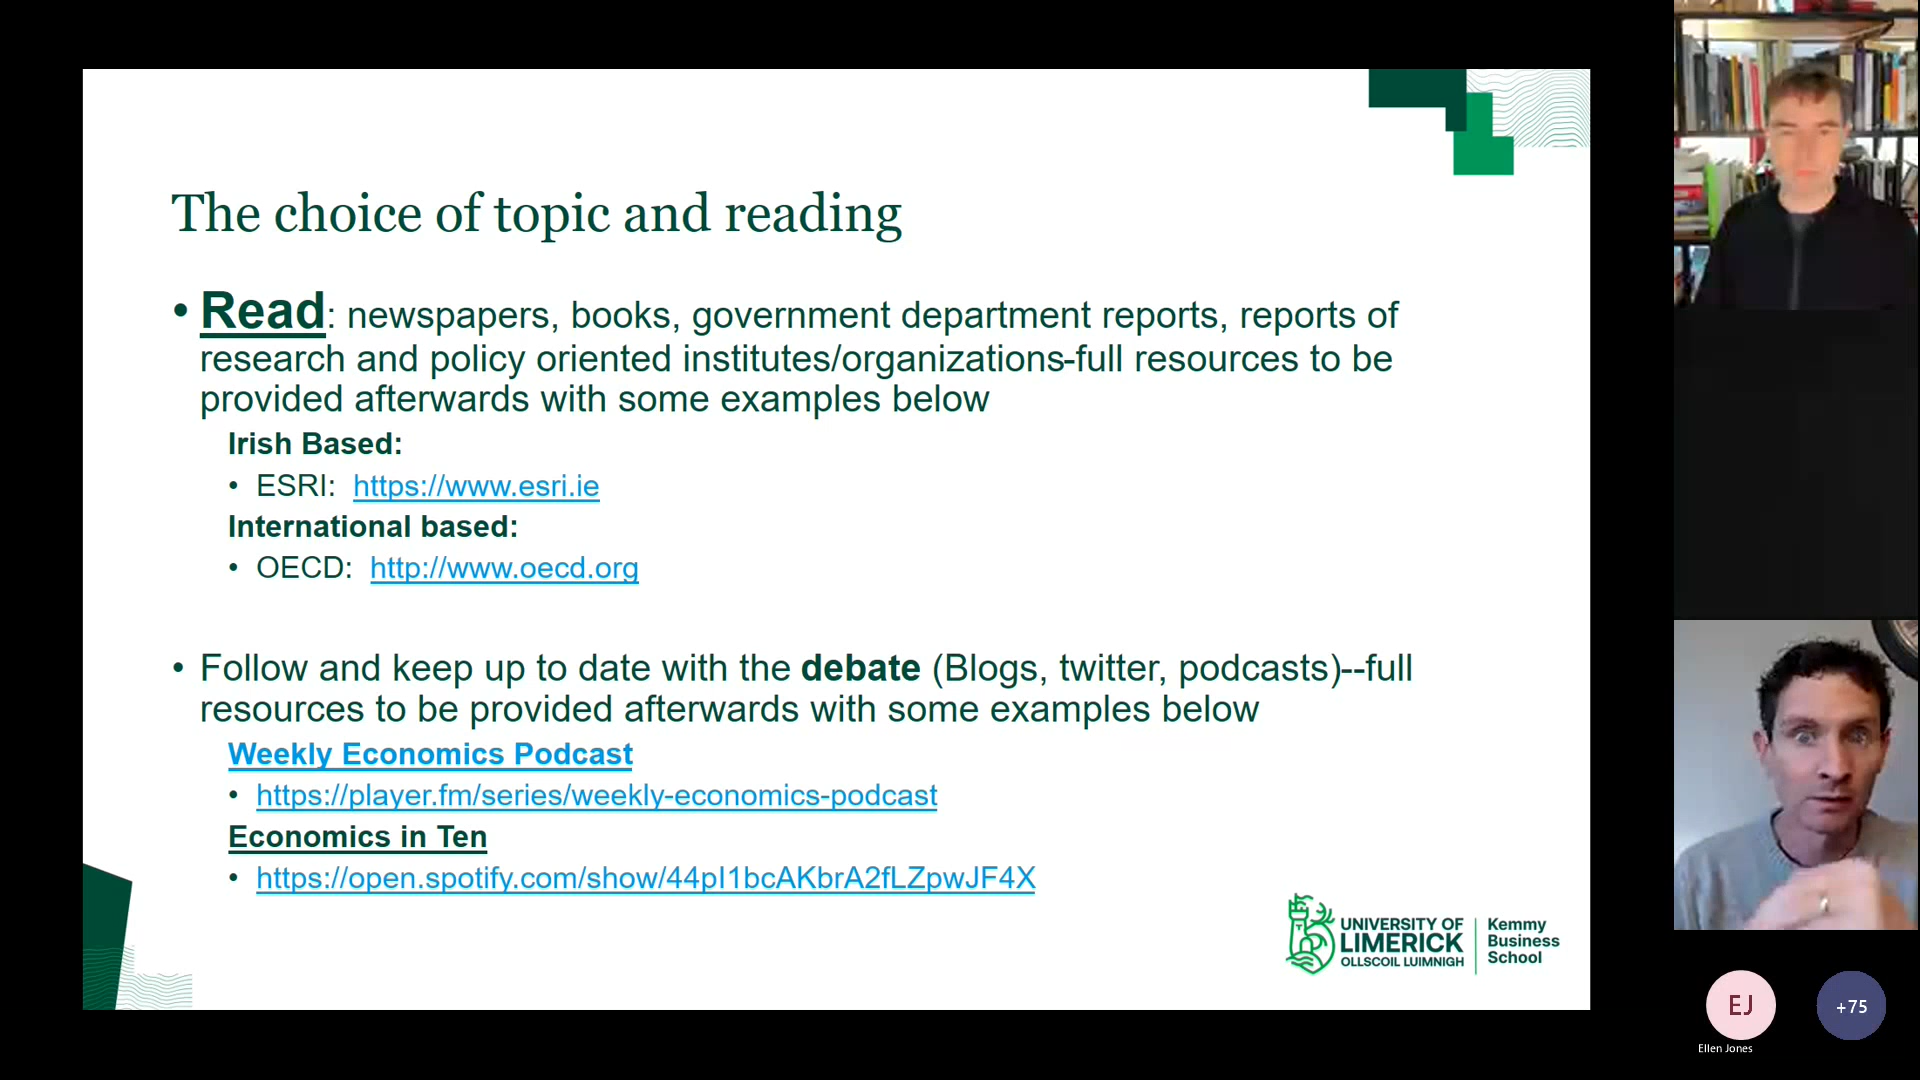 The choice of topic and reading
• Read: newspapers, books, government department reports, reports of
research and policy oriented institutes/organizations-full resources to be
provided afterwards with some examples below
Irish Based:
• ESRI: https://www.esri.ie
International based:
• OECD: http://www.oecd.org
• Follow and keep up to date with the debate (Blogs, twitter, podcasts)--full
resources to be provided afterwards with some examples below
Weekly Economics Podcast
• https://player.fm/series/weekly-economics-podcast
Economics in Ten
• https://open.spotify.com/show/44pI1bcAKbrA2fLZpwJF4X
UNIVERSITY OF
LIMERICK
OLLSCOIL LUIMNIGH
Kemmy
Business
School
EJ
+75
Ellen Jones